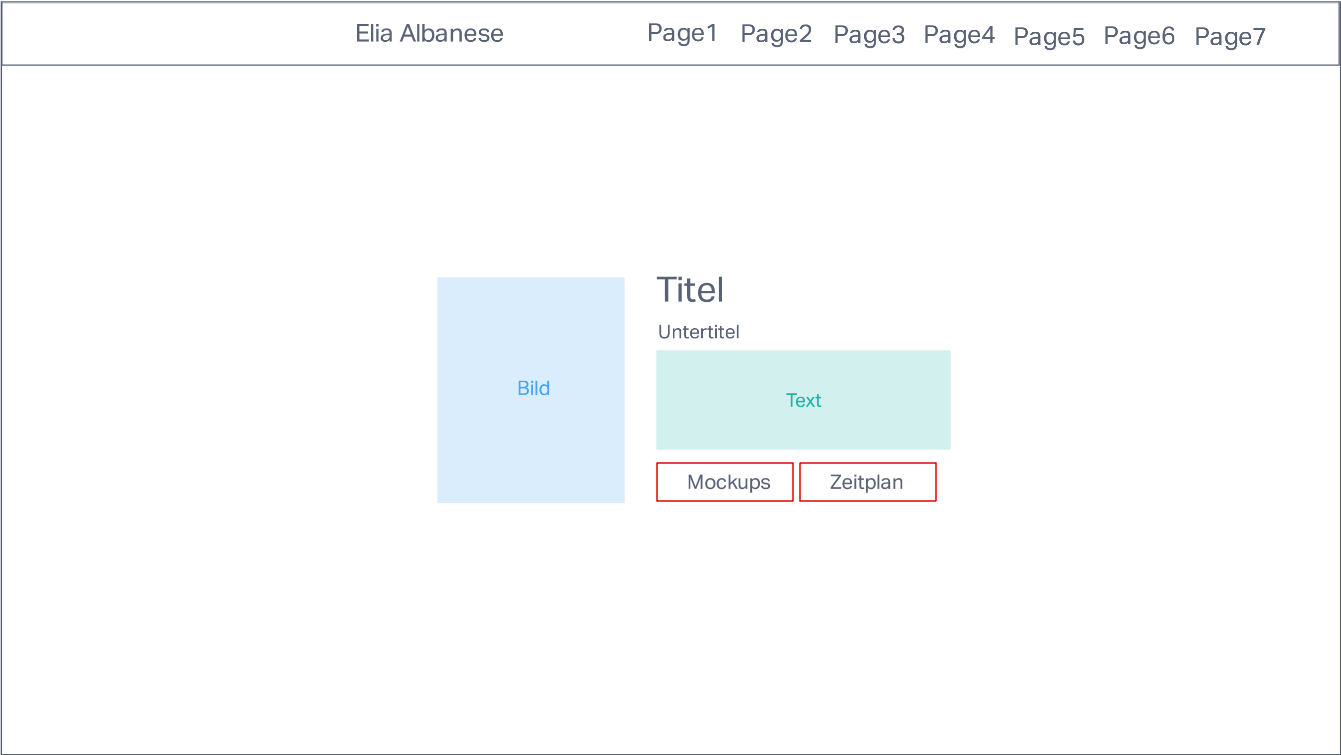 Elia Albanese Page1 Page2 Page3 Page4 Page5 Page6 Page7
Titel
Untertitel
Bild
Text
Mockups Zeitplan